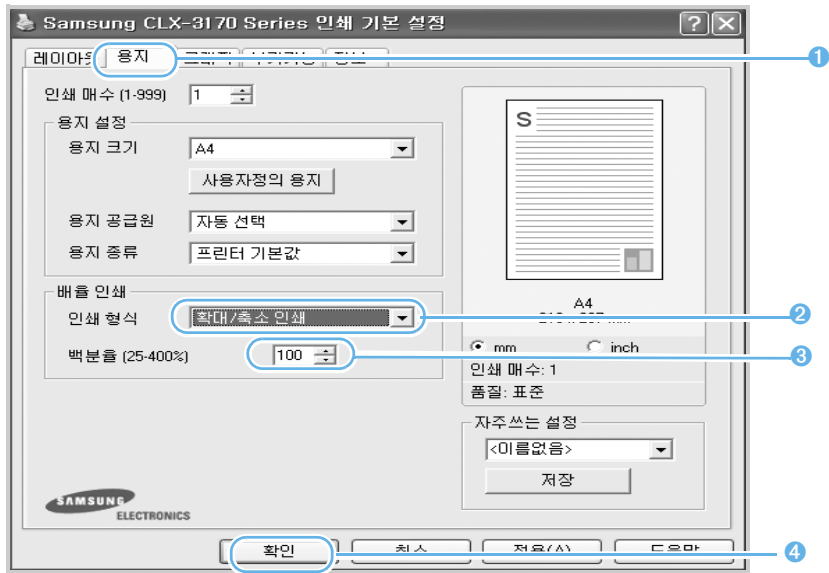 Samsung CLX-3170 Series 인쇄 기본 설정
용지
1
인쇄 매수 (1-999) 1
용지 설정
용지 크기 A4
사용자정의 용지
용지 공급원 자동 선택
용지 종류 프린터 기본값
배율 인쇄
인쇄 형식 확대/축소 인쇄
2
백분율 (25-400%) 100
3
S
A4
mm inch
인쇄 매수: 1
품질: 표준
자주쓰는 설정
<이름없음>
저장
SAMSUNG
ELECTRONICS
확인
4